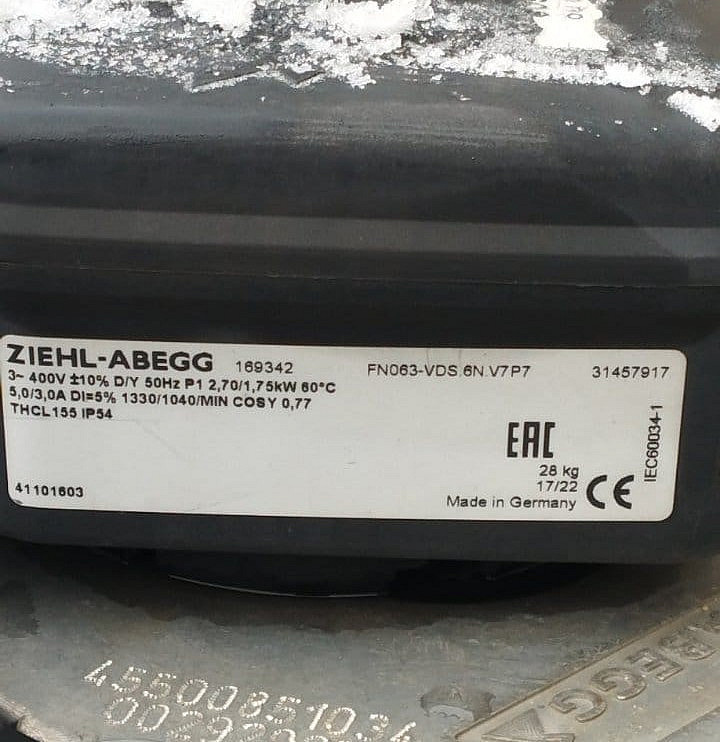 ZIEHL-ABEGG 169342 FN063-VDS.6N.V7P7 31457917
3~ 400V ±10% D/Y 50Hz P1 2,70/1,75kW 60°C
5,0/3,0A DI=5% 1330/1040/MIN COSY 0,77
THCL155 IP54
EAC
28 kg
17/22
Made in Germany
CE
IEC60034-1
41101603
45500851034
BEGG